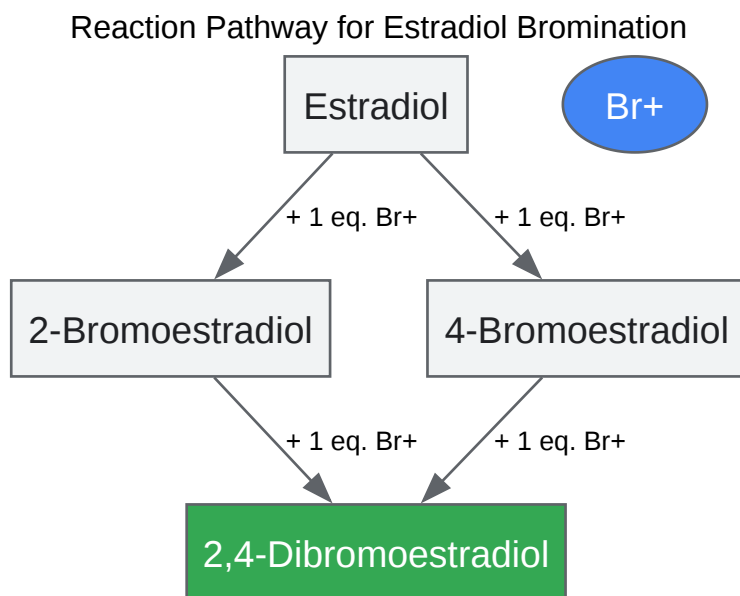 Reaction Pathway for Estradiol Bromination
Estradiol
Br+
+ 1 eq. Br+
+ 1 eq. Br+
2-Bromoestradiol
4-Bromoestradiol
+ 1 eq. Br+
+ 1 eq. Br+
2,4-Dibromoestradiol